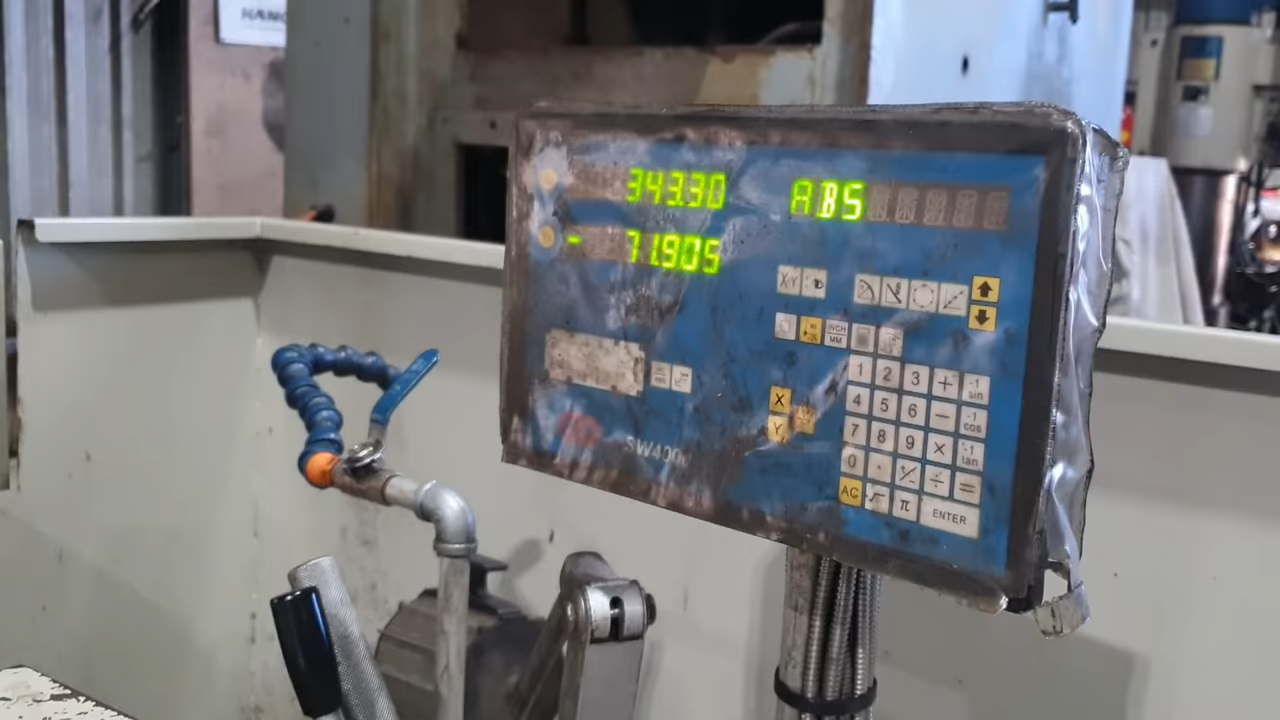 343.30 ABS
- 71.905
X-Y
INCH
MM
1 2 3 + -1 sin
X 4 5 6 - -1 cos
Y 7 8 9 × -1 tan
0 . +/- ÷ =
AC √ π ENTER